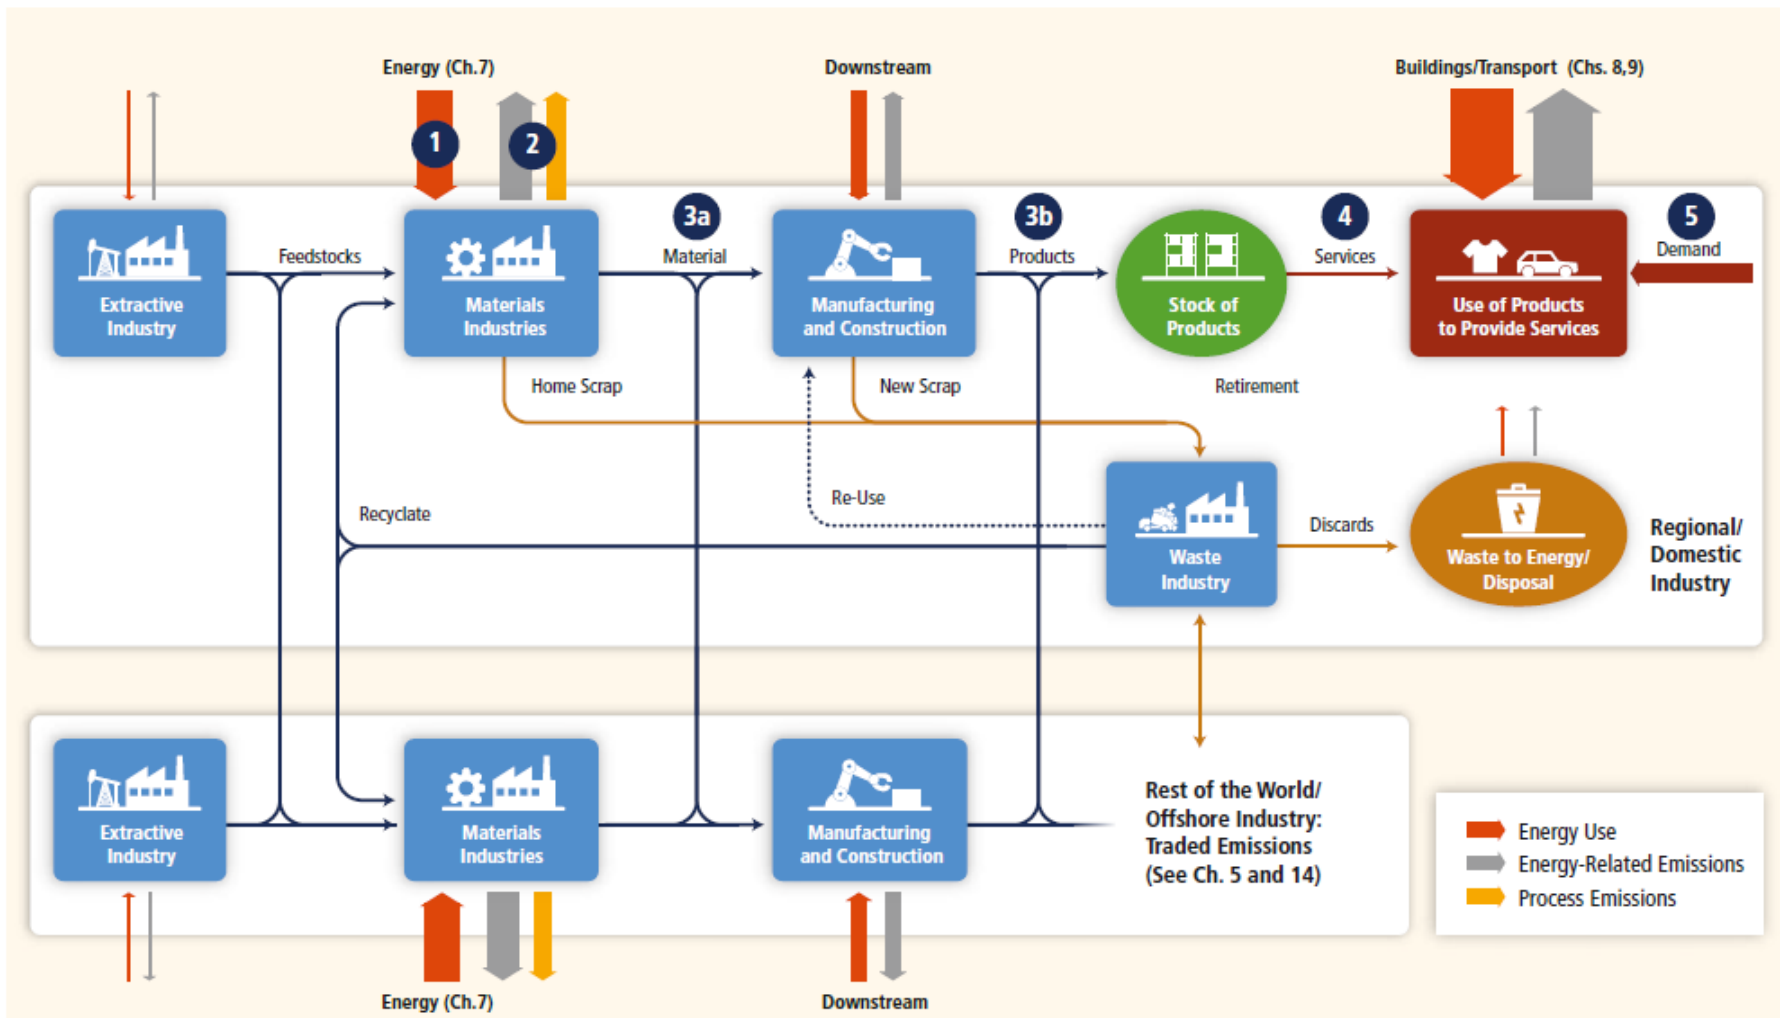 Energy (Ch.7)
Downstream
Buildings/Transport (Chs. 8,9)
1
2
3a
3b
4
5
Feedstocks
Material
Products
Services
Demand
Extractive
Industry
Materials
Industries
Manufacturing
and Construction
Stock of
Products
Use of Products
to Provide Services
Home Scrap
New Scrap
Retirement
Recyclate
Re-Use
Discards
Waste
Industry
Waste to Energy/
Disposal
Regional/
Domestic
Industry
Extractive
Industry
Materials
Industries
Manufacturing
and Construction
Rest of the World/
Offshore Industry:
Traded Emissions
(See Ch. 5 and 14)
Energy Use
Energy-Related Emissions
Process Emissions
Energy (Ch.7)
Downstream